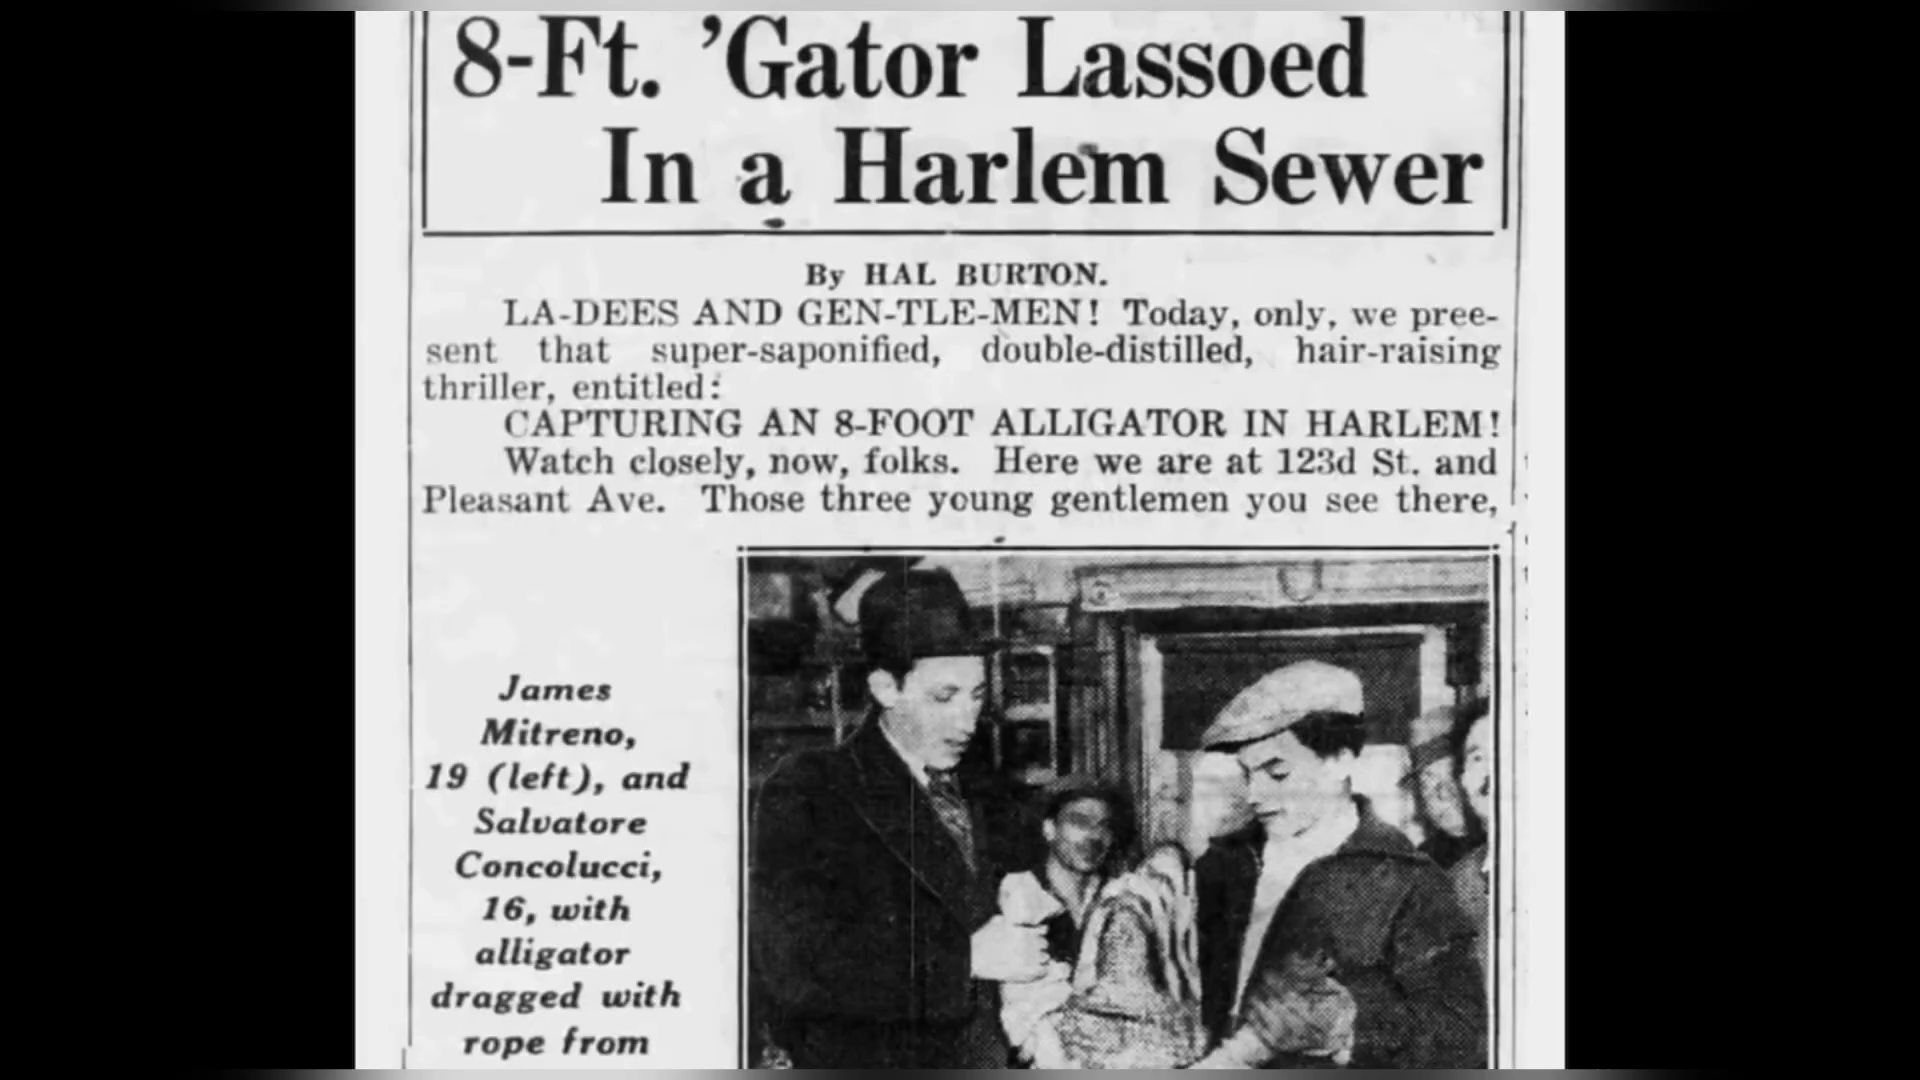 8-Ft. ’Gator Lassoed
In a Harlem Sewer
By HAL BURTON.
LA-DEES AND GEN-TLE-MEN! Today, only, we pree-
sent that super-saponified, double-distilled, hair-raising
thriller, entitled:
CAPTURING AN 8-FOOT ALLIGATOR IN HARLEM!
Watch closely, now, folks. Here we are at 123d St. and
Pleasant Ave. Those three young gentlemen you see there,
James
Mitreno,
19 (left), and
Salvatore
Concolucci,
16, with
alligator
dragged with
rope from